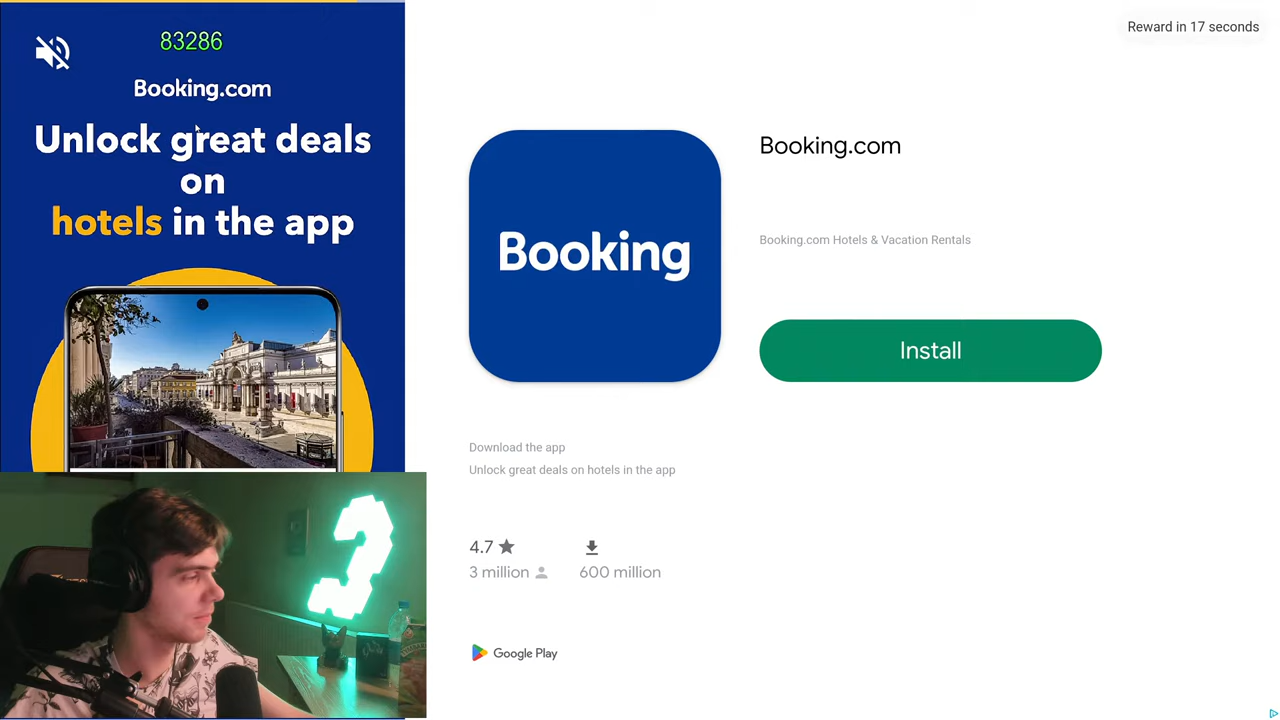 83286
Booking.com
Unlock great deals
on
hotels in the app
Reward in 17 seconds
Booking
Booking.com
Booking.com Hotels & Vacation Rentals
Install
Download the app
Unlock great deals on hotels in the app
4.7
3 million
600 million
Google Play
3